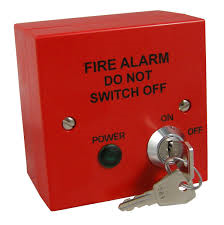 FIRE ALARM
DO NOT
SWITCH OFF
ON
POWER OFF